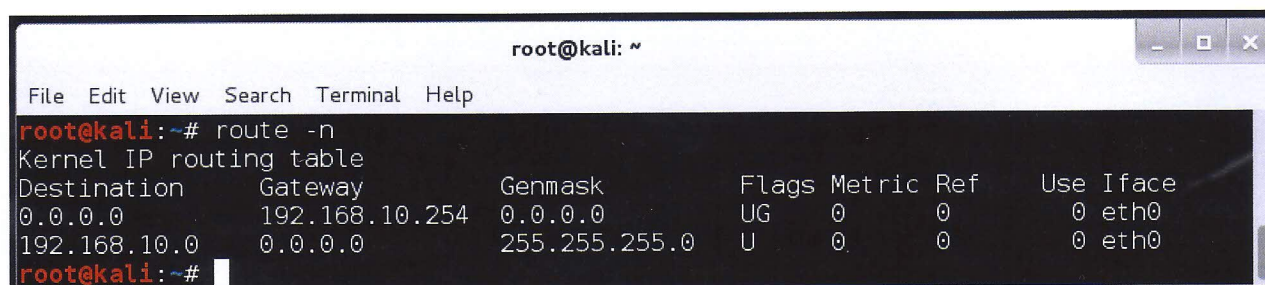 root@kali: ~
File Edit View Search Terminal Help
root@kali:~# route -n
Kernel IP routing table
Destination Gateway Genmask Flags Metric Ref Use Iface
0.0.0.0 192.168.10.254 0.0.0.0 UG 0 0 0 eth0
192.168.10.0 0.0.0.0 255.255.255.0 U 0 0 0 eth0
root@kali:~#